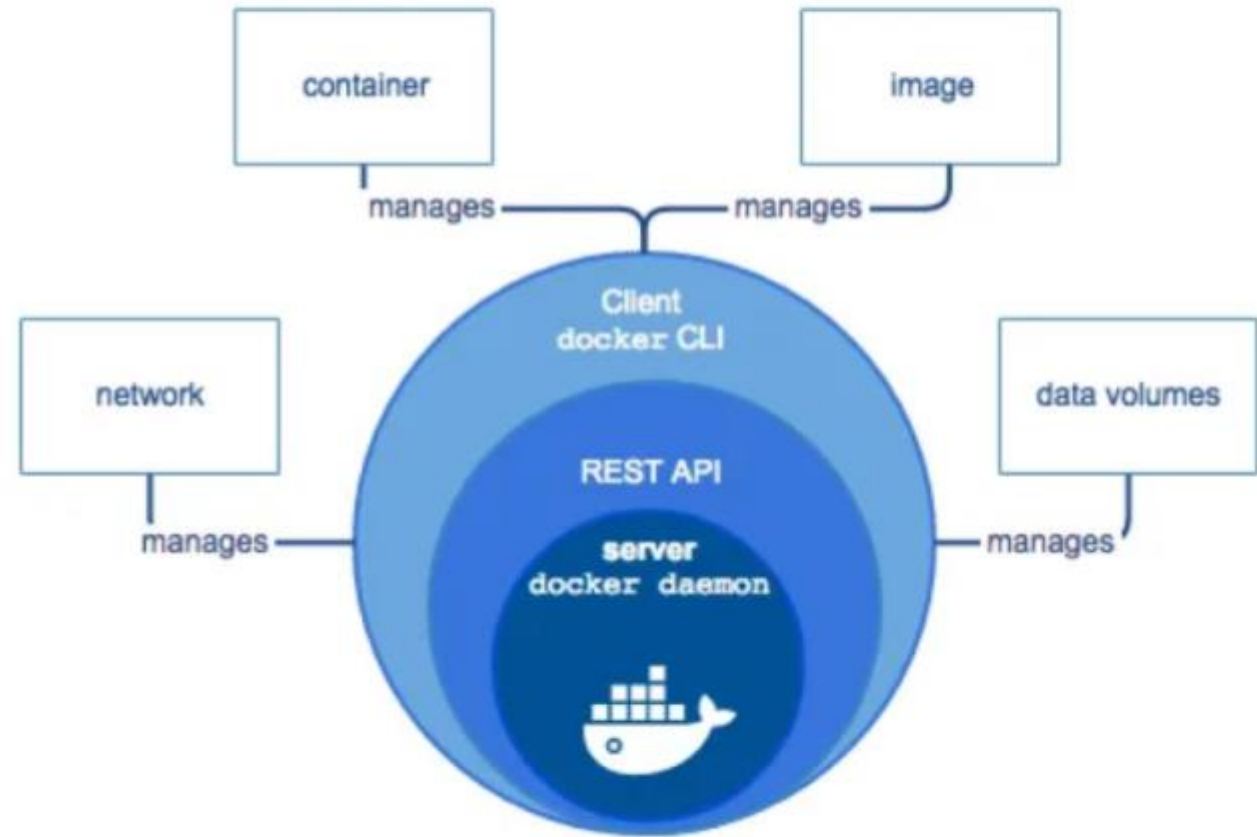 container
image
manages
manages
Client
docker CLI
network
data volumes
REST API
manages
server
manages
docker daemon